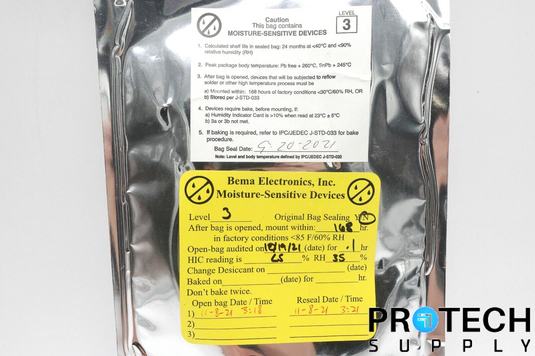 Caution
This bag contains
MOISTURE-SENSITIVE DEVICES
LEVEL
3
1. Calculated shelf life in sealed bag: 24 months at <40°C and <90%
relative humidity (RH)
2. Peak package body temperature: Pb free + 260°C, SnPb + 245°C
3. After bag is opened, devices that will be subjected to reflow
solder or other high temperature process must be
a) Mounted within: 168 hours of factory conditions <30°C/60% RH, OR
b) Stored per J-STD-033
4. Devices require bake, before mounting, if:
a) Humidity Indicator Card is >10% when read at 23°C ± 5°C
b) 3a or 3b not met.
5. If baking is required, refer to IPC/JEDEC J-STD-033 for bake
procedure.
Bag Seal Date: 9-20-2021
Note: Level and body temperature defined by IPC/JEDEC J-STD-020
Bema Electronics, Inc.
Moisture-Sensitive Devices
Level 3 Original Bag Sealing Y/N
After bag is opened, mount within: 168 hr.
in factory conditions <85 F/60% RH
Open-bag audited on 10/19/21 (date) for .1 hr
HIC reading is % RH 35 %
Change Desiccant on (date)
Baked on (date) for hr.
Don't bake twice.
Open bag Date / Time Reseal Date / Time
1) 11-8-21 3:18 11-8-21 3:21
2)
3)
PROTECH
SUPPLY